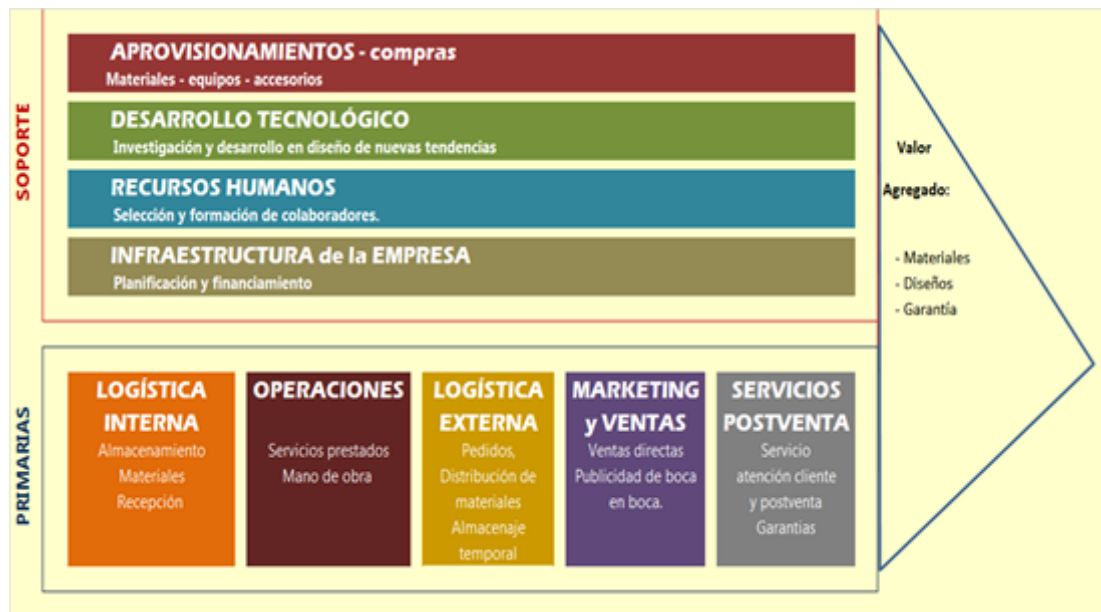 SOPORTE
APROVISIONAMIENTOS - compras
Materiales - equipos - accesorios
DESARROLLO TECNOLÓGICO
Investigación y desarrollo en diseño de nuevas tendencias
RECURSOS HUMANOS
Selección y formación de colaboradores.
INFRAESTRUCTURA de la EMPRESA
Planificación y financiamiento
Valor
Agregado:
- Materiales
- Diseños
- Garantía
PRIMARIAS
LOGÍSTICA
INTERNA
Almacenamiento
Materiales
Recepción
OPERACIONES
Servicios prestados
Mano de obra
LOGÍSTICA
EXTERNA
Pedidos,
Distribución de
materiales
Almacenaje
temporal
MARKETING
y VENTAS
Ventas directas
Publicidad de boca
en boca.
SERVICIOS
POSTVENTA
Servicio
atención cliente
y postventa
Garantias